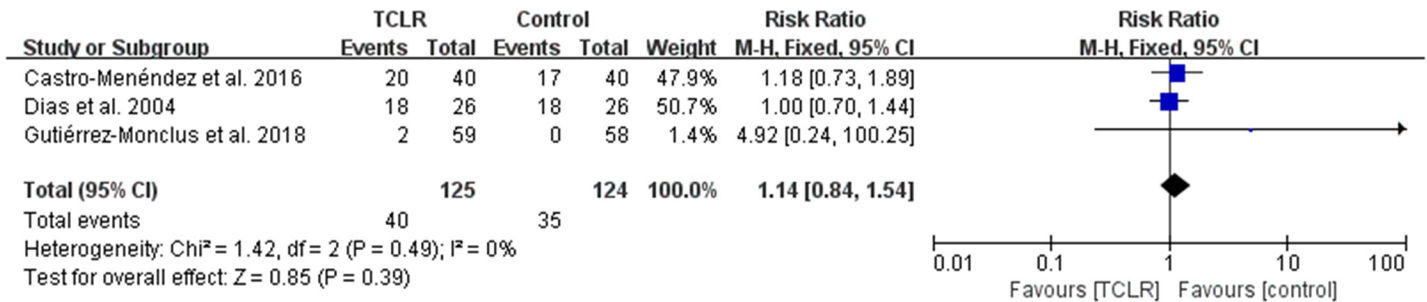 TCLR Control Risk Ratio Risk Ratio
Study or Subgroup Events Total Events Total Weight M-H, Fixed, 95% CI M-H, Fixed, 95% CI
Castro-Menéndez et al. 2016 20 40 17 40 47.9% 1.18 [0.73, 1.89]
Dias et al. 2004 18 26 18 26 50.7% 1.00 [0.70, 1.44]
Gutiérrez-Monclus et al. 2018 2 59 0 58 1.4% 4.92 [0.24, 100.25]
Total (95% CI) 125 124 100.0% 1.14 [0.84, 1.54]
Total events 40 35
Heterogeneity: Chi² = 1.42, df = 2 (P = 0.49); I² = 0%
Test for overall effect: Z = 0.85 (P = 0.39)
0.01 0.1 1 10 100
Favours [TCLR] Favours [control]